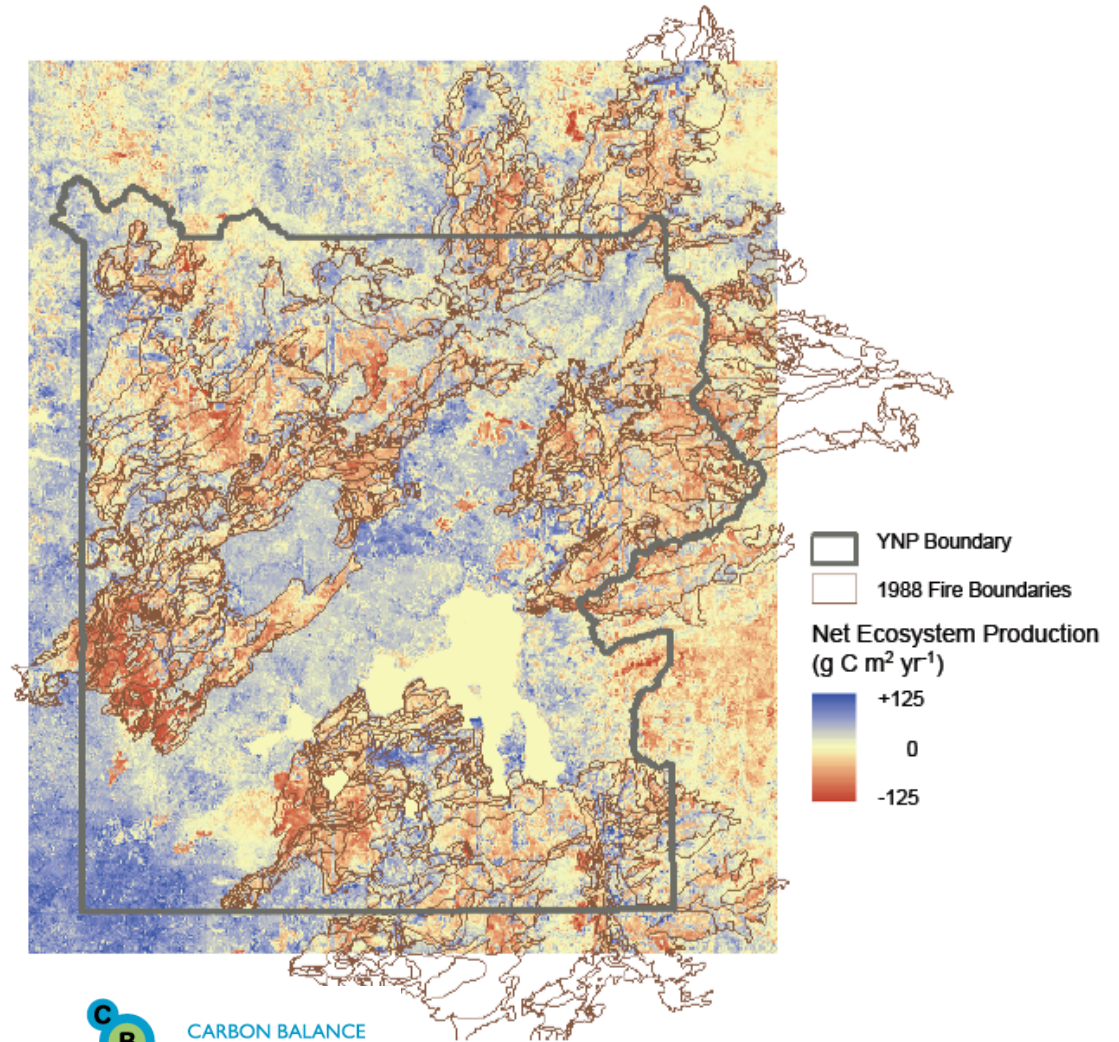 YNP Boundary
1988 Fire Boundaries
Net Ecosystem Production
(g C m² yr⁻¹)
+125
0
-125
C
B
CARBON BALANCE